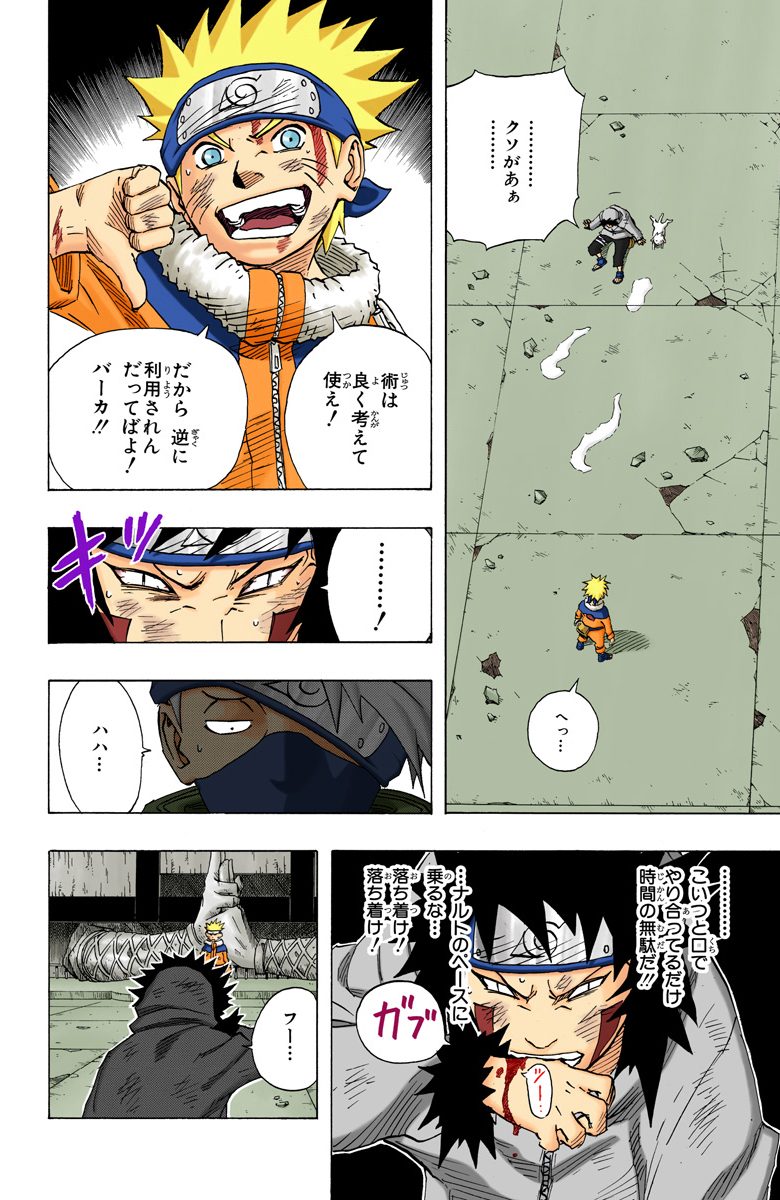 …………
クソがあぁ
…………
へっ…
術は
良く考えて
使え！
だから 逆に
利用されん
だってばよ！
バーカ!!
………！
キッ
ハハ…
…………
こいつと口で
やり合ってるだけ
時間の無駄だ!!
…ナルトのペースに
乗るな…
落ち着け！
落ち着け！
ガブ
ツー…
フー…